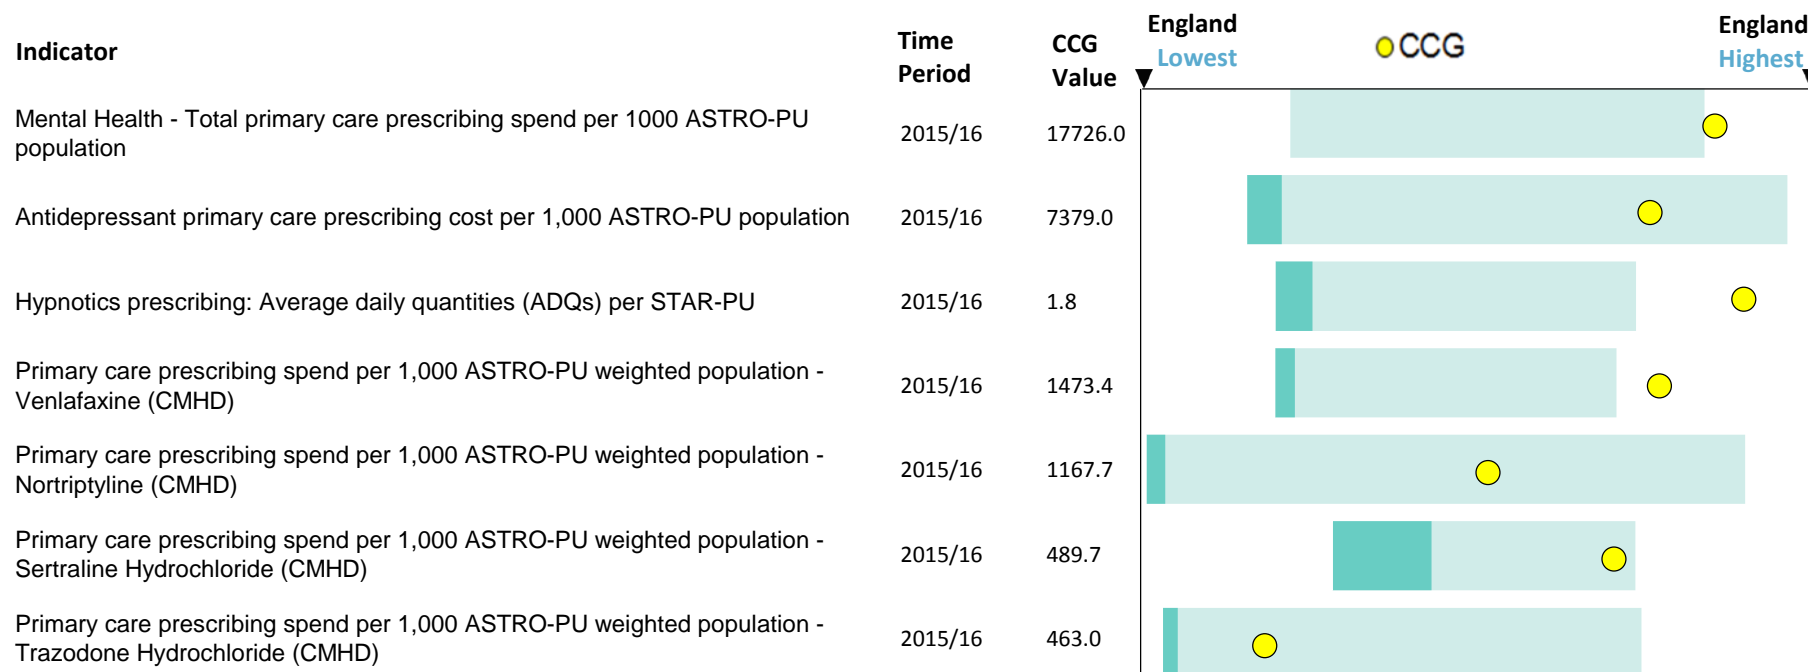 Indicator
Time
Period
CCG
Value
England
Lowest
CCG
England
Highest
Mental Health - Total primary care prescribing spend per 1000 ASTRO-PU
population
2015/16
17726.0
Antidepressant primary care prescribing cost per 1,000 ASTRO-PU population
2015/16
7379.0
Hypnotics prescribing: Average daily quantities (ADQs) per STAR-PU
2015/16
1.8
Primary care prescribing spend per 1,000 ASTRO-PU weighted population -
Venlafaxine (CMHD)
2015/16
1473.4
Primary care prescribing spend per 1,000 ASTRO-PU weighted population -
Nortriptyline (CMHD)
2015/16
1167.7
Primary care prescribing spend per 1,000 ASTRO-PU weighted population -
Sertraline Hydrochloride (CMHD)
2015/16
489.7
Primary care prescribing spend per 1,000 ASTRO-PU weighted population -
Trazodone Hydrochloride (CMHD)
2015/16
463.0